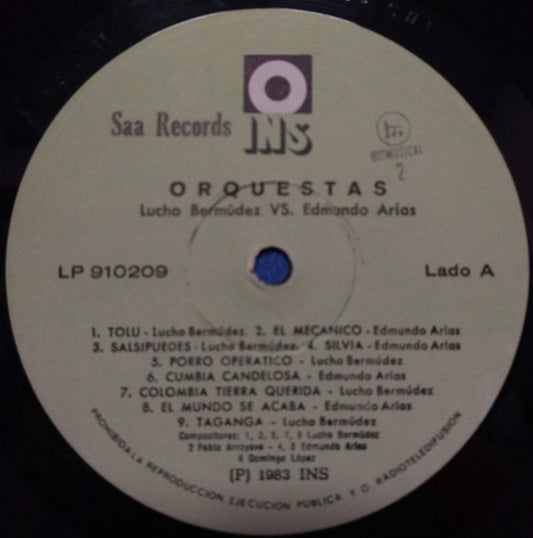 Saa Records INS
HITMUSICAL
2
ORQUESTAS
Lucho Bermúdez VS. Edmundo Arias
LP 910209
Lado A
1. TOLU - Lucho Bermúdez. 2. EL MECANICO - Edmundo Arias
3. SALSIPUEDES - Lucho Bermúdez. 4. SILVIA - Edmundo Arias
5. PORRO OPERATICO - Lucho Bermúdez
6. CUMBIA CANDELOSA - Edmundo Arias
7. COLOMBIA TIERRA QUERIDA - Lucho Bermúdez
8. EL MUNDO SE ACABA - Edmundo Arias
9. TAGANGA - Lucho Bermúdez
Compositores: 1, 3, 5, 7, 9 Lucho Bermúdez
2 Fabio Arroyave - 4, 8 Edmundo Arias
6 Domingo López
(P) 1983 INS
PROHIBIDA LA REPRODUCCION, EJECUCION PUBLICA Y O RADIOTELEDIFUSION